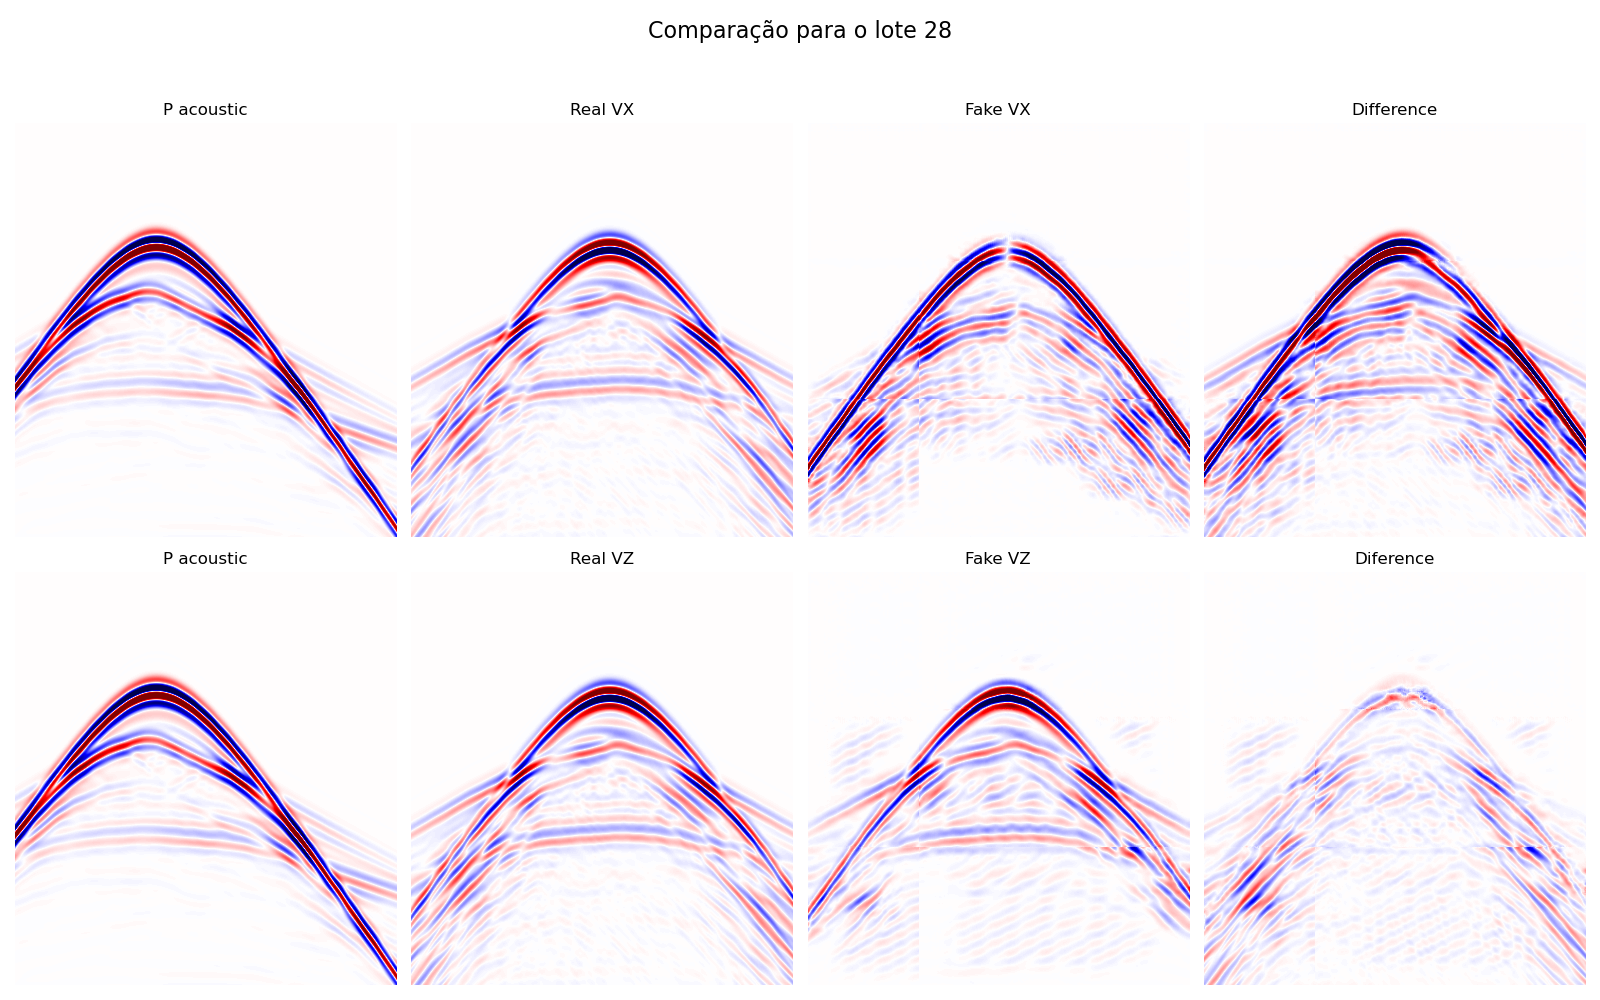 Comparação para o lote 28
P acoustic
Real VX
Fake VX
Difference
P acoustic
Real VZ
Fake VZ
Diference